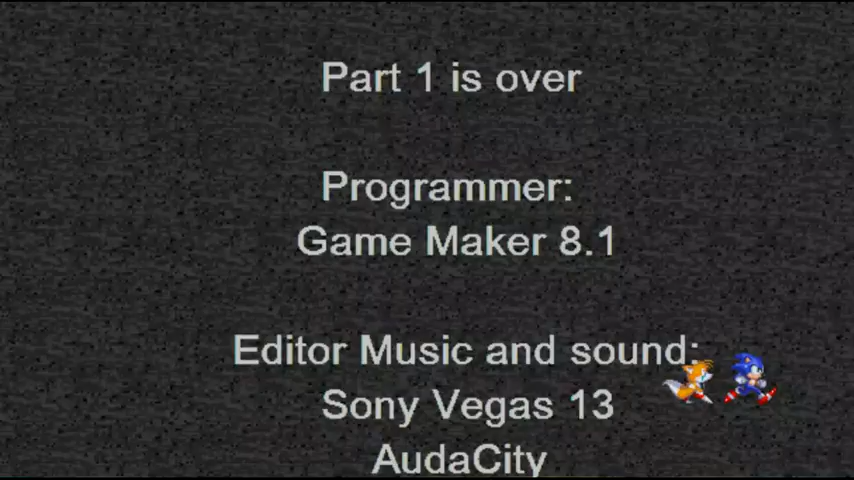 Part 1 is over
Programmer:
Game Maker 8.1
Editor Music and sound:
Sony Vegas 13
AudaCity